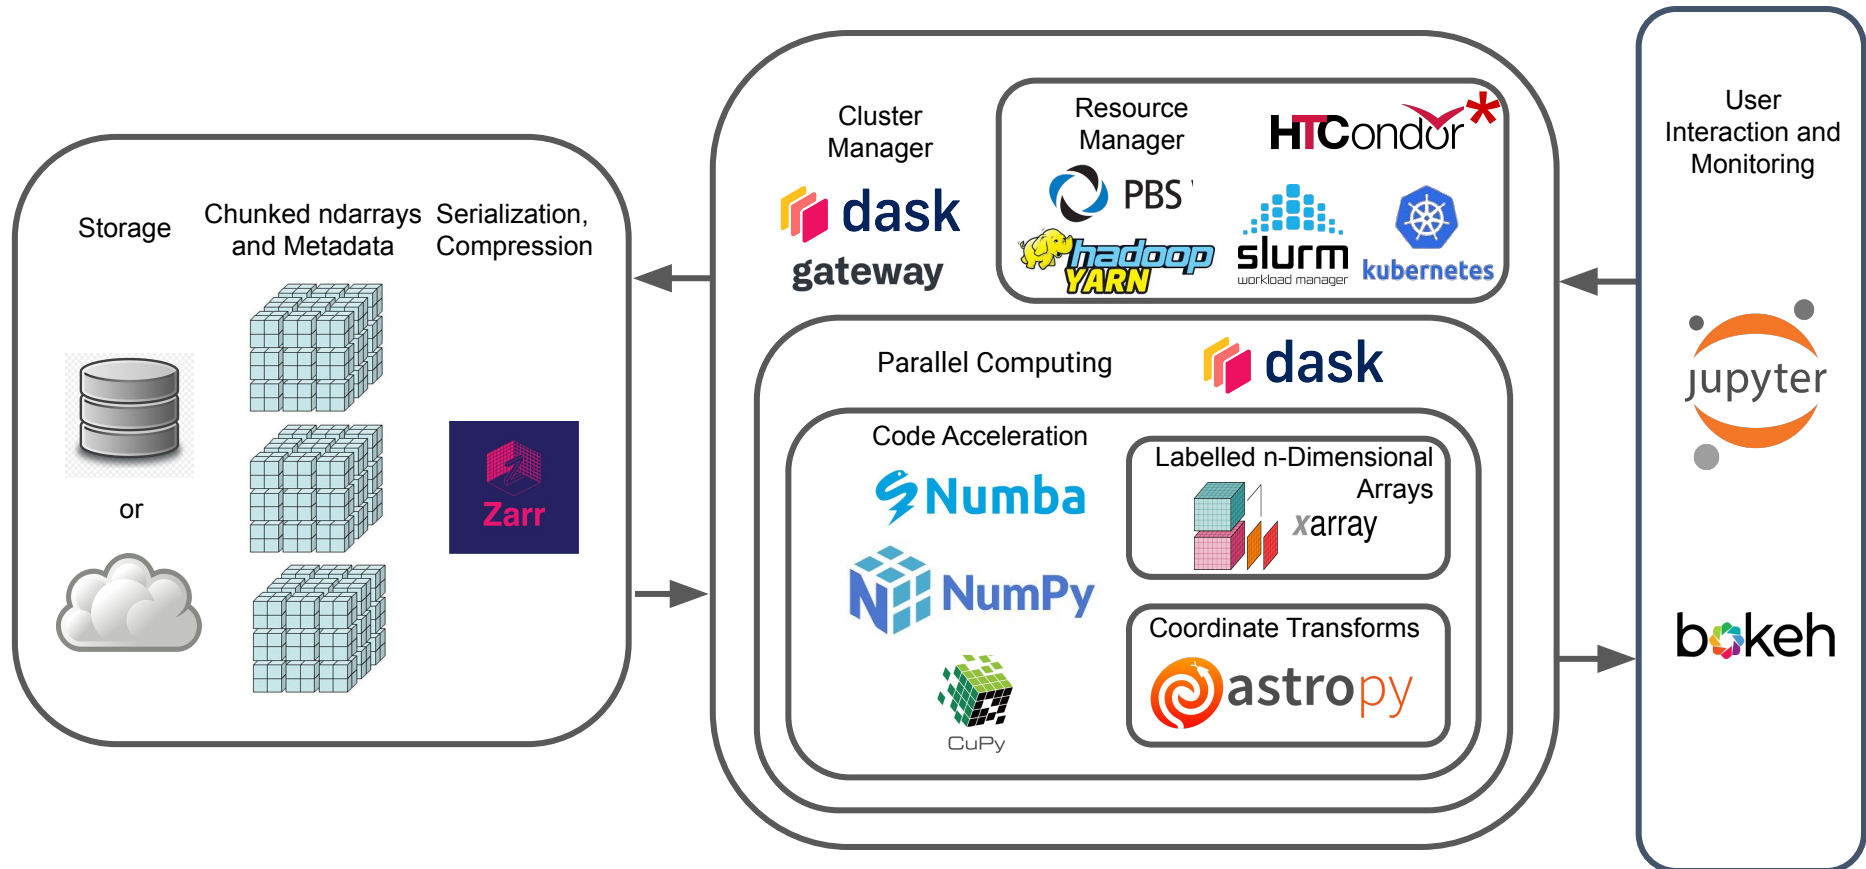 Storage
Chunked ndarrays
and Metadata
Serialization,
Compression
or
Zarr
Cluster
Manager
dask
gateway
Resource
Manager
HTCondor*
PBS
hadoop
YARN
slurm
workload manager
kubernetes
Parallel Computing
dask
Code Acceleration
Numba
NumPy
CuPy
Labelled n-Dimensional
Arrays
xarray
Coordinate Transforms
astropy
User
Interaction and
Monitoring
jupyter
bokeh